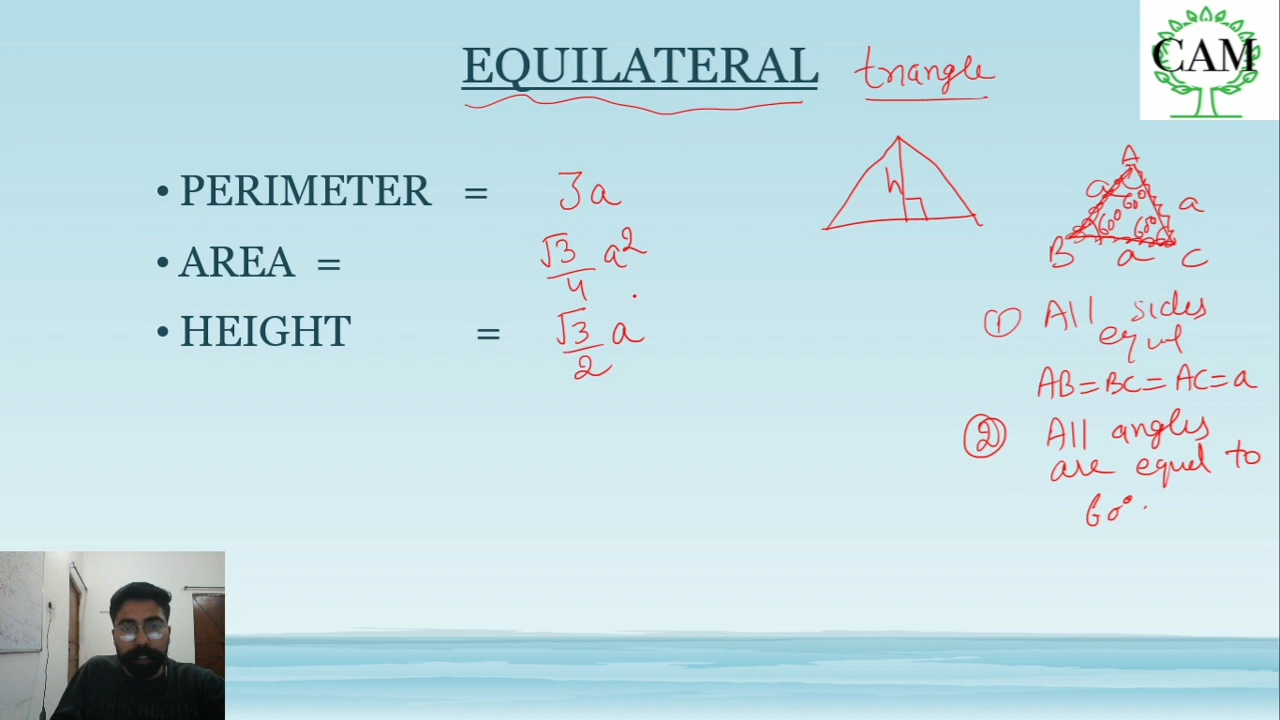 EQUILATERAL triangle
CAM
• PERIMETER = 3a
• AREA = √3/4 a²
• HEIGHT = √3/2 a
h
A
a a
60°
60° 60°
B a C
① All sides
equal
AB=BC=AC=a
② All angles
are equal to
60°.